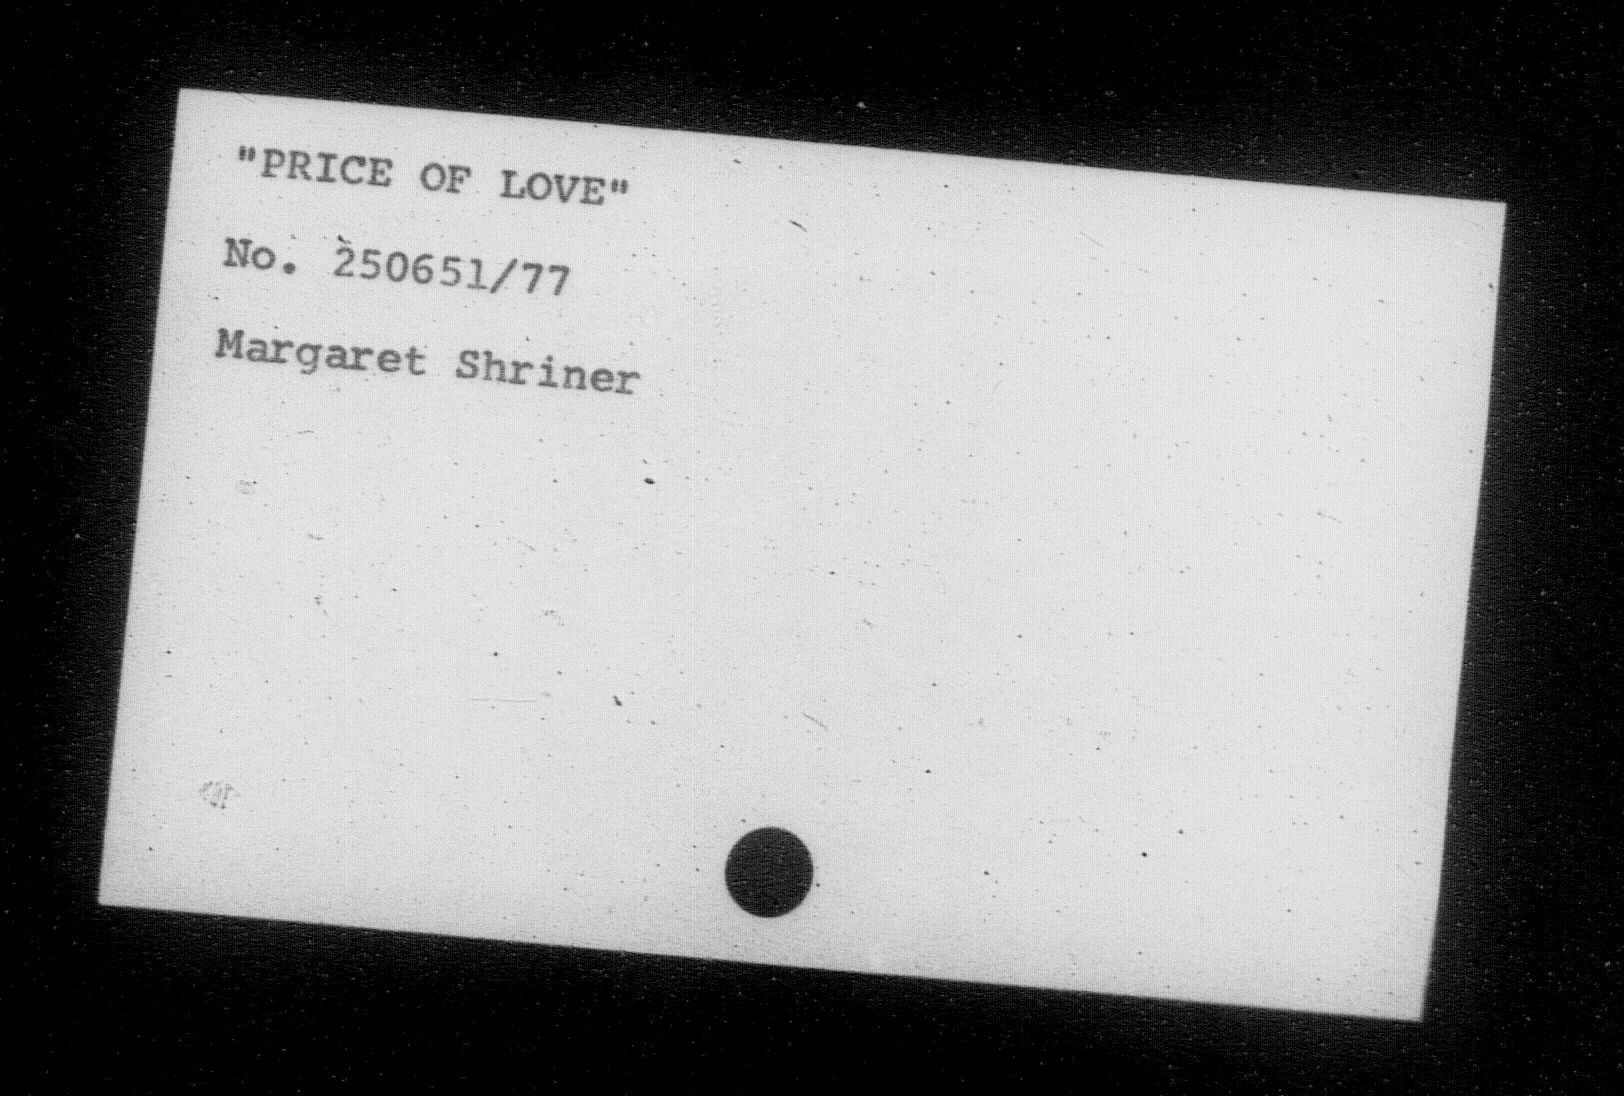 "PRICE OF LOVE"
No. 250651/77
Margaret Shriner